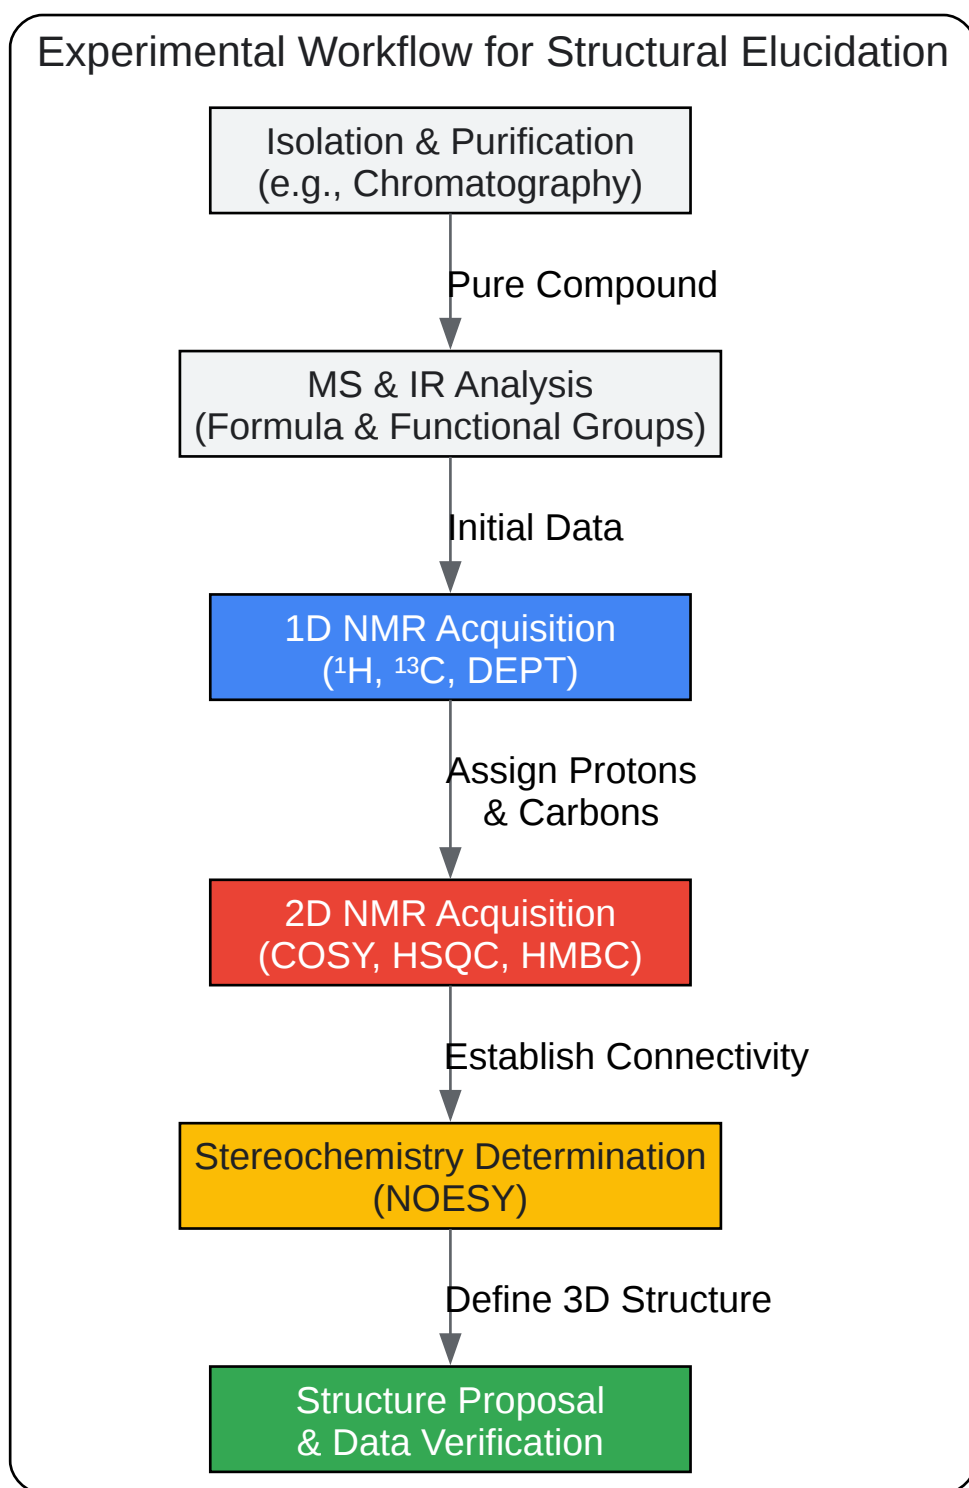 Experimental Workflow for Structural Elucidation
Isolation & Purification
(e.g., Chromatography)
Pure Compound
MS & IR Analysis
(Formula & Functional Groups)
Initial Data
1D NMR Acquisition
(¹H, ¹³C, DEPT)
Assign Protons
& Carbons
2D NMR Acquisition
(COSY, HSQC, HMBC)
Establish Connectivity
Stereochemistry Determination
(NOESY)
Define 3D Structure
Structure Proposal
& Data Verification